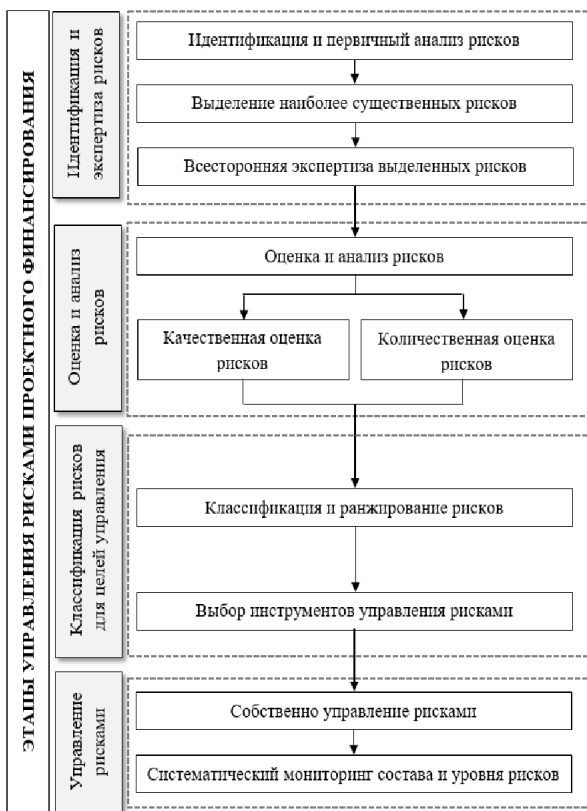 ЭТАПЫ УПРАВЛЕНИЯ РИСКАМИ ПРОЕКТНОГО ФИНАНСИРОВАНИЯ
Идентификация и
экспертиза рисков
Идентификация и первичный анализ рисков
Выделение наиболее существенных рисков
Всесторонняя экспертиза выделенных рисков
Оценка и анализ
рисков
Оценка и анализ рисков
Качественная оценка
рисков
Количественная оценка
рисков
Классификация рисков
для целей управления
Классификация и ранжирование рисков
Выбор инструментов управления рисками
Управление
рисками
Собственно управление рисками
Систематический мониторинг состава и уровня рисков